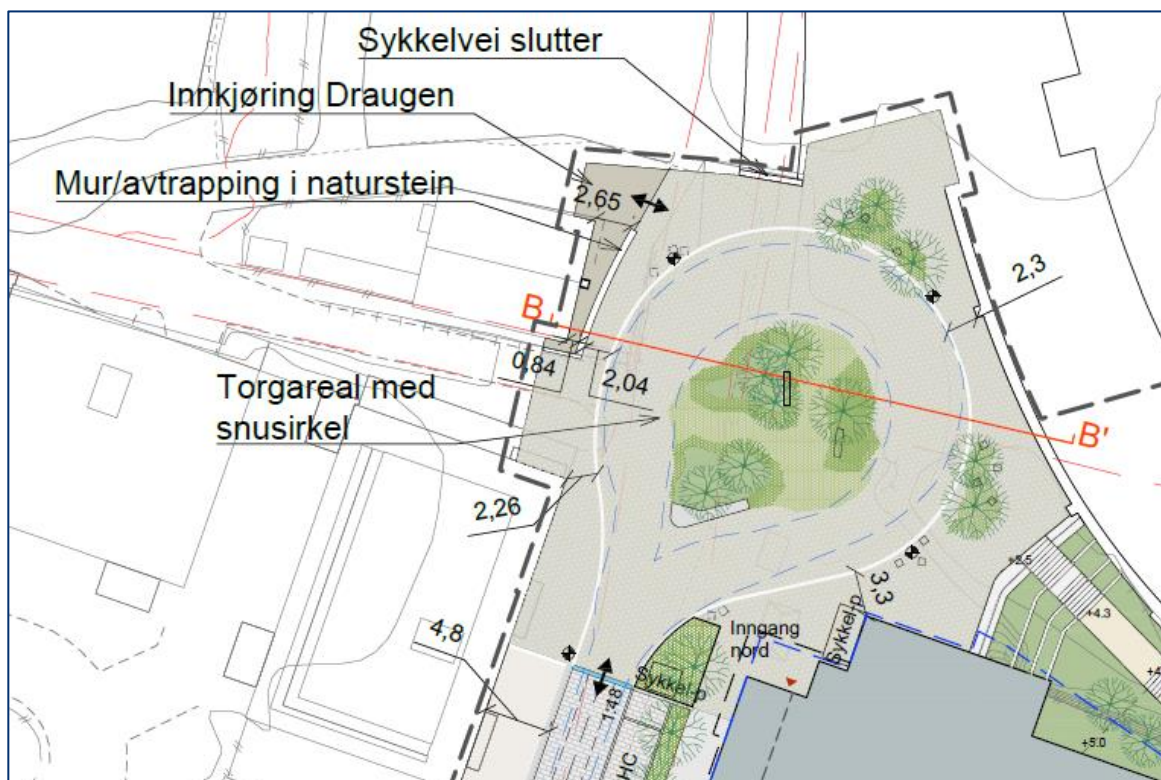 Sykkelvei slutter
Innkjøring Draugen
Mur/avtrapping i naturstein
2,65
2,3
B
B'
0,84
2,04
Torgareal med
snusirkel
2,26
3,3
+2.5
+4.3
4,8
Inngang
nord
Sykkel-p
Sykkel-p
1:48
HC
+5.0